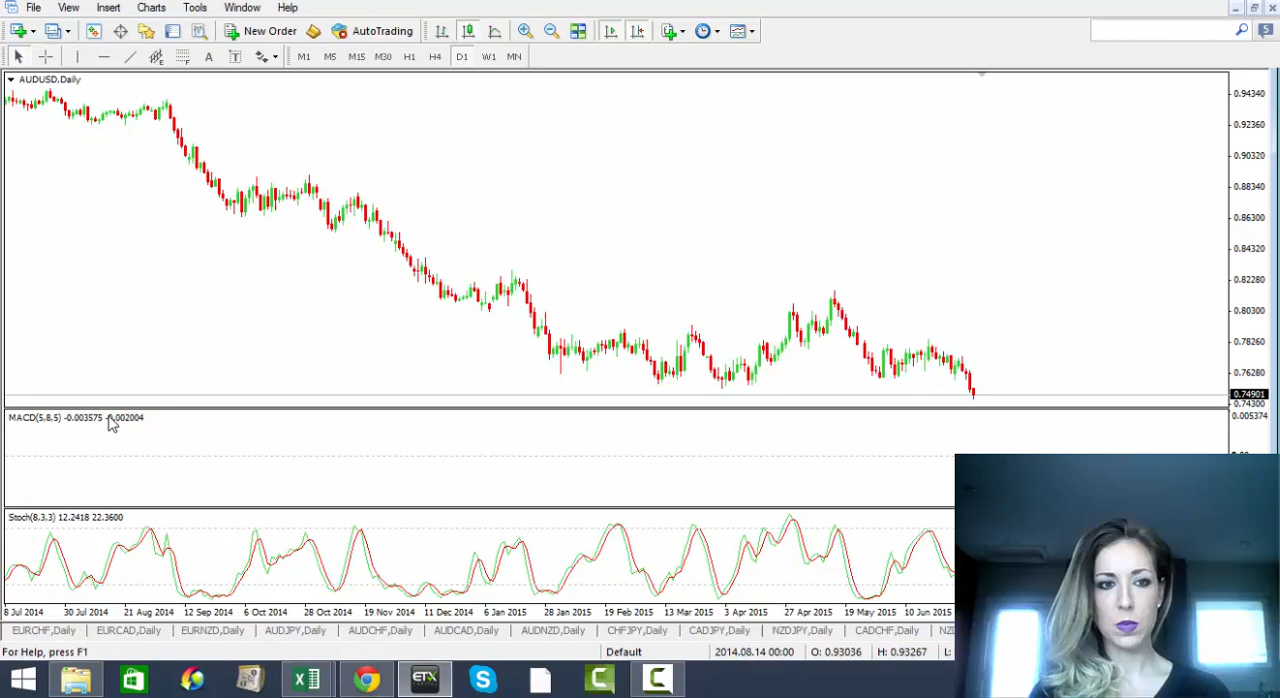 File View Insert Charts Tools Window Help
New Order AutoTrading 5
A T M1 M5 M15 M30 H1 H4 D1 W1 MN
AUDUSD,Daily
0.94340
0.92360
0.90320
0.88340
0.86300
0.84320
0.82280
0.80300
0.78260
0.76280
0.74901
0.74300
MACD(5,8,5) -0.003575 -0.002004
0.005374
Stoch(8,3,3) 12.2418 22.3600
8 Jul 2014 30 Jul 2014 21 Aug 2014 12 Sep 2014 6 Oct 2014 28 Oct 2014 19 Nov 2014 11 Dec 2014 6 Jan 2015 28 Jan 2015 19 Feb 2015 13 Mar 2015 3 Apr 2015 27 Apr 2015 19 May 2015 10 Jun 2015
EURCHF,Daily EURCAD,Daily EURNZD,Daily AUDJPY,Daily AUDCHF,Daily AUDCAD,Daily AUDNZD,Daily CHFJPY,Daily CADJPY,Daily NZDJPY,Daily CADCHF,Daily NZ
For Help, press F1 Default 2014.08.14 00:00 O: 0.93036 H: 0.93267 L:
ETX
CAPITAL